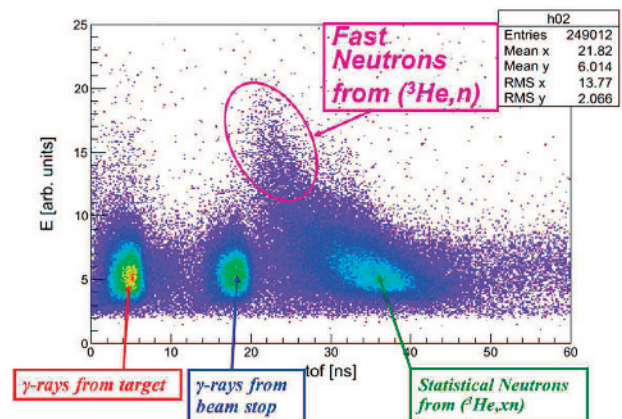 h02
Entries 249012
Mean x 21.82
Mean y 6.014
RMS x 13.77
RMS y 2.066
Fast
Neutrons
from (³He,n)
E [arb. units]
25
20
15
10
5
0
0 10 20 30 40 50 60
tof [ns]
γ-rays from target
γ-rays from
beam stop
Statistical Neutrons
from (³He,xn)